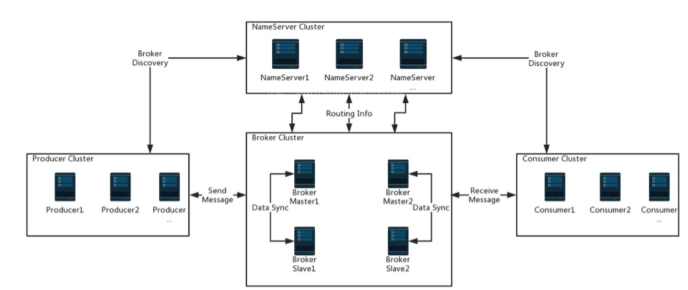 NameServer Cluster
NameServer1
NameServer2
NameServer
...
Broker
Discovery
Broker
Discovery
Routing Info
Broker Cluster
Producer Cluster
Producer1
Producer2
Producer
...
Send
Message
Broker
Master1
Broker
Master2
Data Sync
Data Sync
Broker
Slave1
Broker
Slave2
Receive
Message
Consumer Cluster
Consumer1
Consumer2
Consumer
...